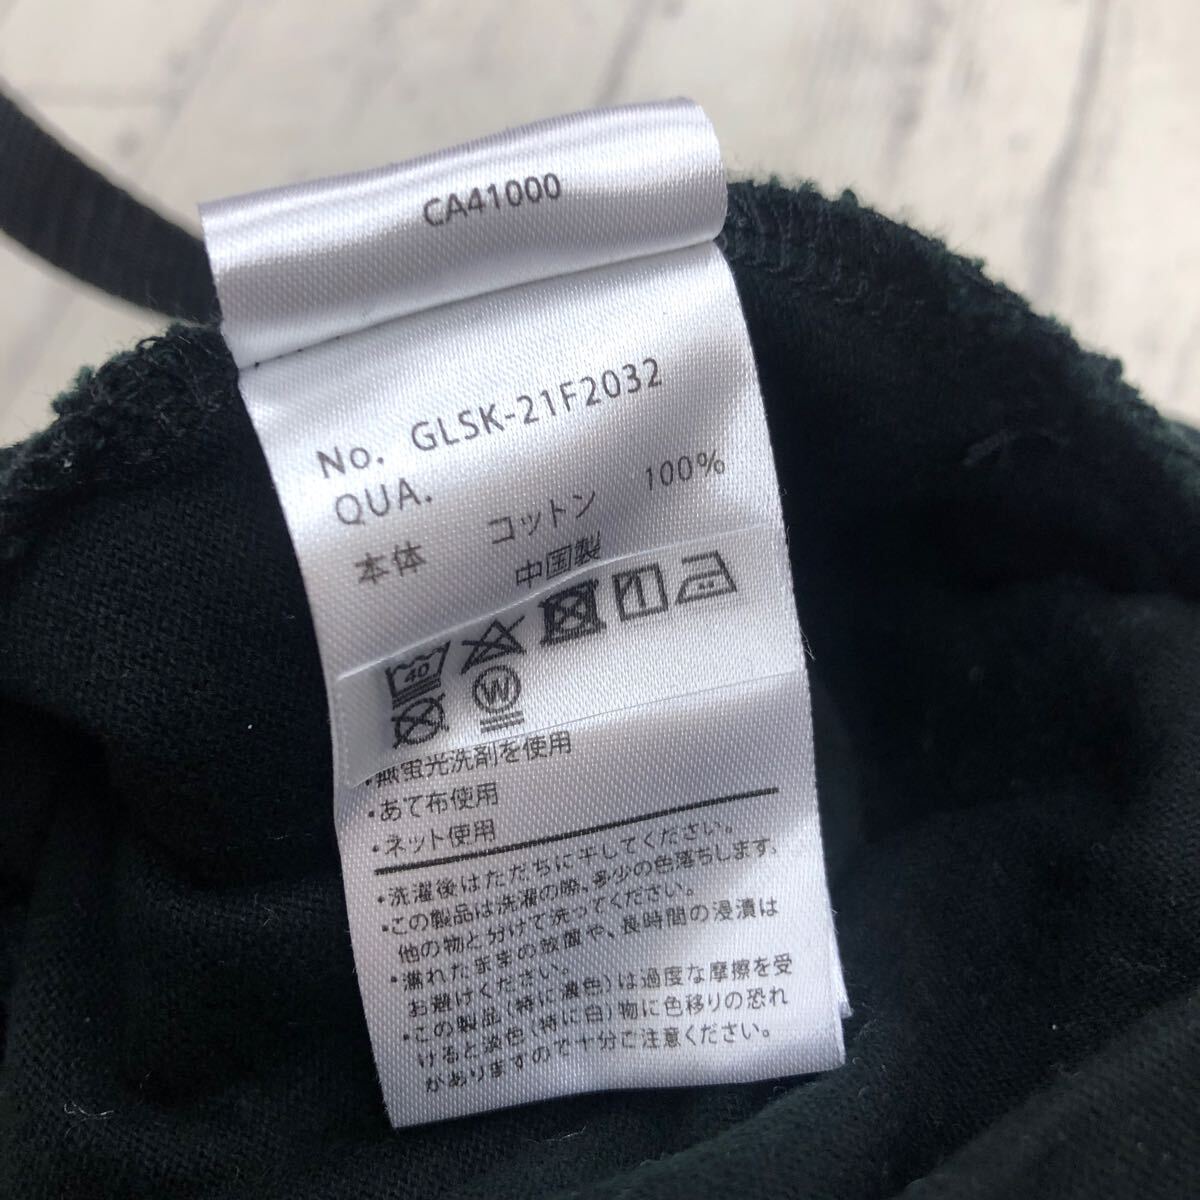 CA41000
No. GLSK-21F2032
QUA.
本体 コットン 100%
中国製
40
W
・無蛍光洗剤を使用
・あて布使用
・ネット使用
・洗濯後はただちに干してください。
・この製品は洗濯の際、多少の色落ちします。
他の物と分けて洗ってください。
・濡れたままの放置や、長時間の浸漬は
お避けください。
・この製品(特に濃色)は過度な摩擦を受
けると淡色(特に白)物に色移りの恐れ
がありますので十分ご注意ください。